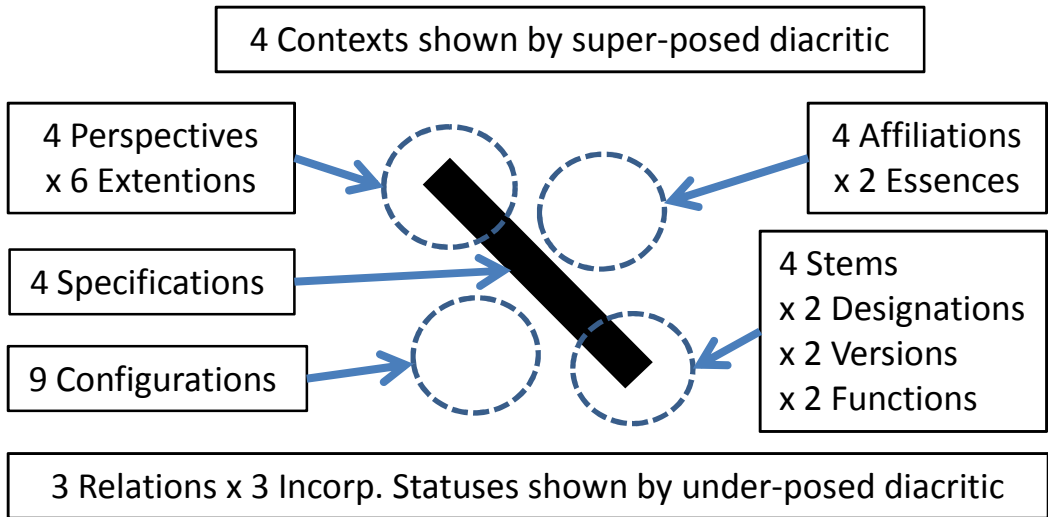 4 Contexts shown by super-posed diacritic
4 Perspectives
x 6 Extentions
4 Affiliations
x 2 Essences
4 Specifications
4 Stems
x 2 Designations
x 2 Versions
x 2 Functions
9 Configurations
3 Relations x 3 Incorp. Statuses shown by under-posed diacritic